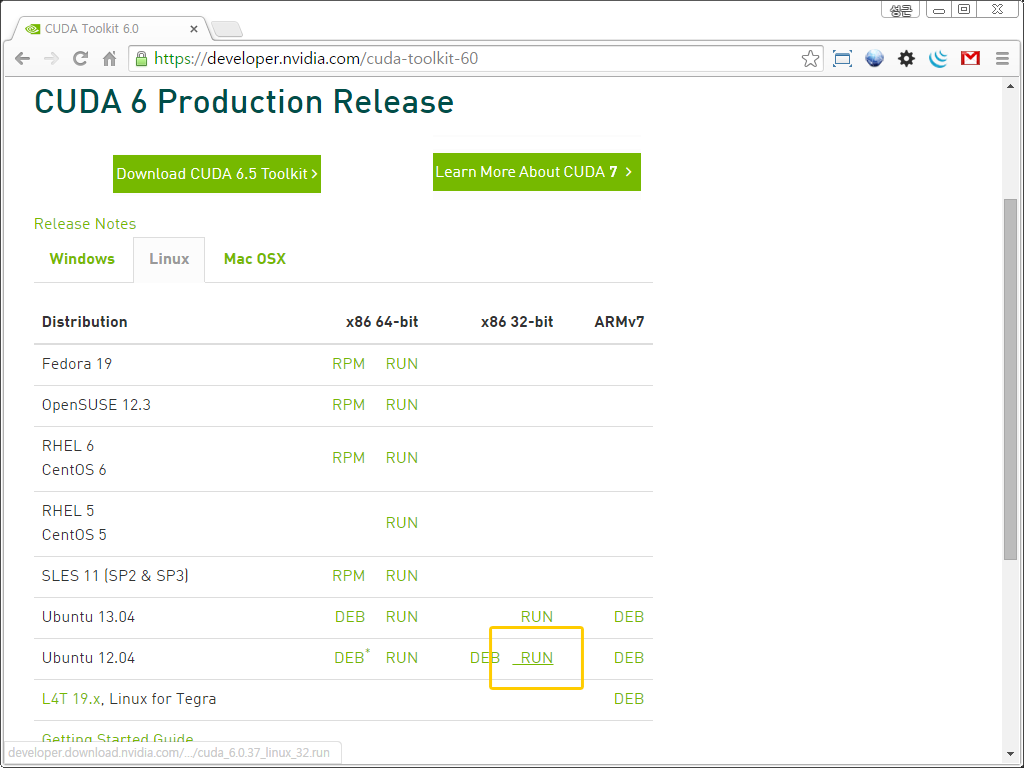 성근
CUDA Toolkit 6.0
https://developer.nvidia.com/cuda-toolkit-60
CUDA 6 Production Release
Download CUDA 6.5 Toolkit >
Learn More About CUDA 7 >
Release Notes
Windows Linux Mac OSX
Distribution x86 64-bit x86 32-bit ARMv7
Fedora 19 RPM RUN
OpenSUSE 12.3 RPM RUN
RHEL 6
CentOS 6 RPM RUN
RHEL 5
CentOS 5 RUN
SLES 11 (SP2 & SP3) RPM RUN
Ubuntu 13.04 DEB RUN RUN DEB
Ubuntu 12.04 DEB* RUN DEB RUN DEB
L4T 19.x, Linux for Tegra DEB
Getting Started Guide
developer.download.nvidia.com/.../cuda_6.0.37_linux_32.run